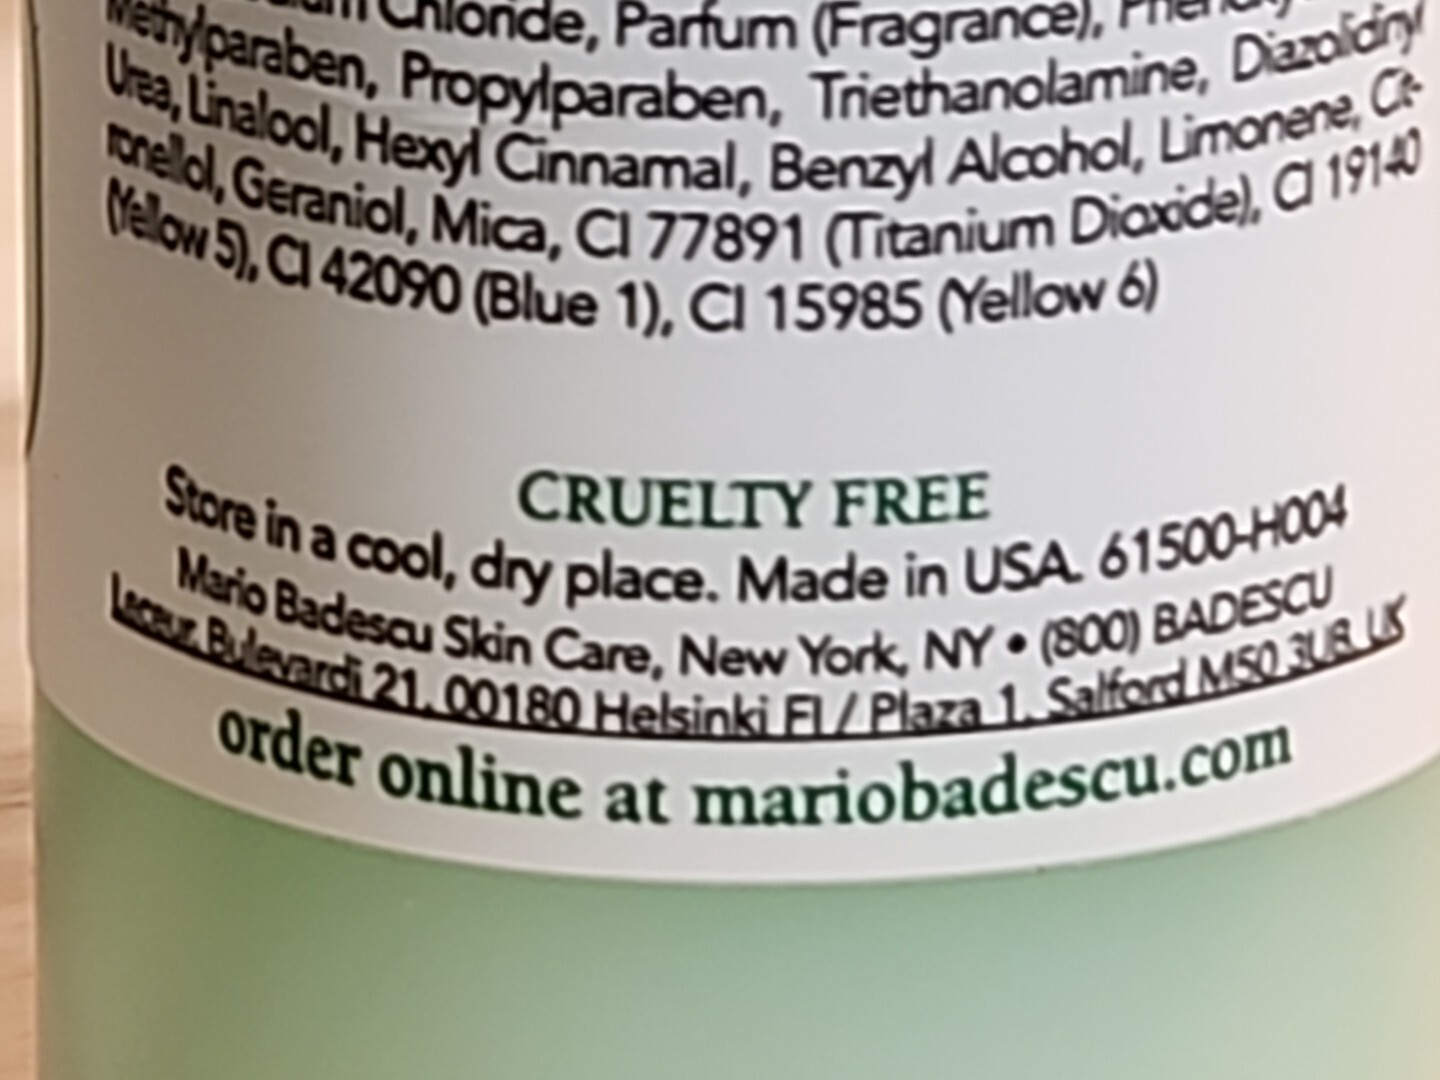 Chloride, Parfum (Fragrance),
Methylparaben, Propylparaben, Triethanolamine, Diazolidinyl
Urea, Linalool, Hexyl Cinnamal, Benzyl Alcohol, Limonene, Cit-
ronellol, Geraniol, Mica, CI 77891 (Titanium Dioxide), CI 19140
(Yellow 5), CI 42090 (Blue 1), CI 15985 (Yellow 6)
CRUELTY FREE
Store in a cool, dry place. Made in USA. 61500-H004
Mario Badescu Skin Care, New York, NY • (800) BADESCU
Bulevardi 21, 00180 Helsinki FI / Plaza 1, Salford M50 3UB UK
order online at mariobadescu.com